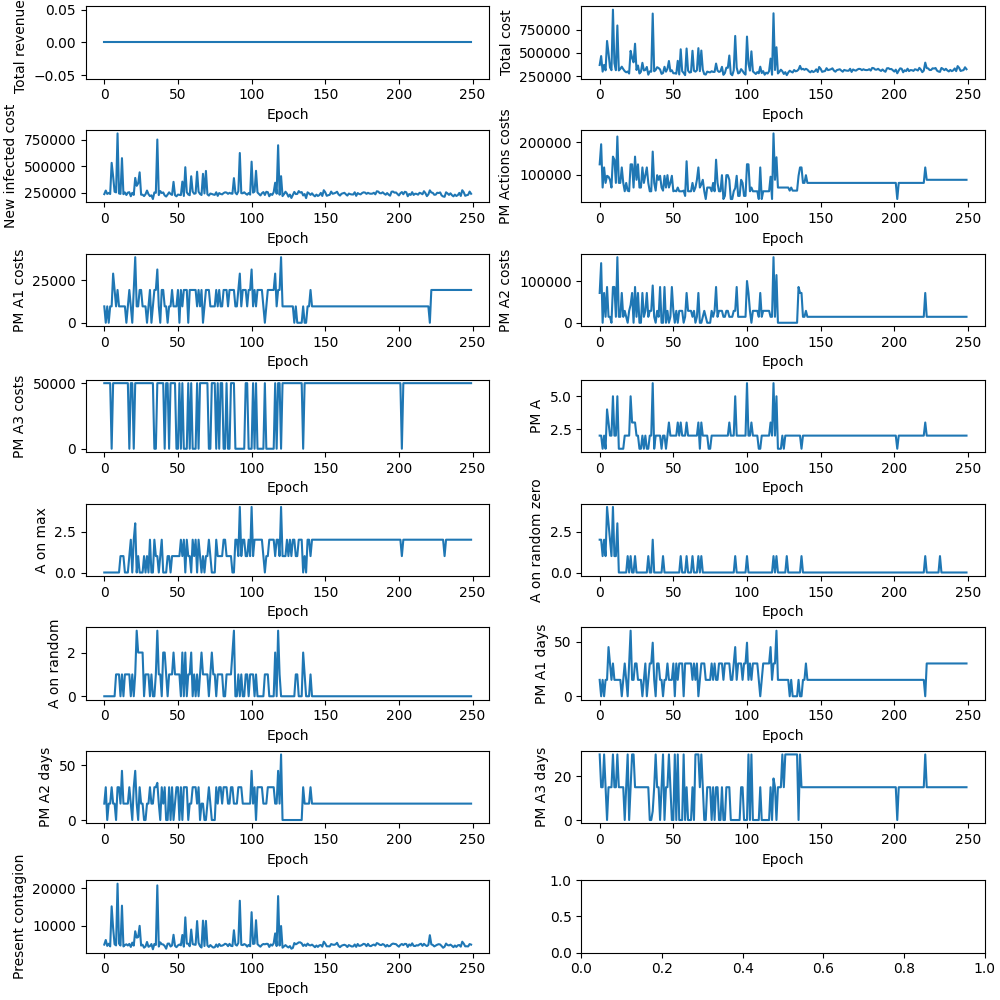 Total revenue
0.05
0.00
−0.05
0 50 100 150 200 250
Epoch
Total cost
750000
500000
250000
0 50 100 150 200 250
Epoch
New infected cost
750000
500000
250000
0 50 100 150 200 250
Epoch
PM Actions costs
200000
100000
0 50 100 150 200 250
Epoch
PM A1 costs
25000
0
0 50 100 150 200 250
Epoch
PM A2 costs
100000
0
0 50 100 150 200 250
Epoch
PM A3 costs
50000
0
0 50 100 150 200 250
Epoch
PM A
5.0
2.5
0 50 100 150 200 250
Epoch
A on max
2.5
0.0
0 50 100 150 200 250
Epoch
A on random zero
2.5
0.0
0 50 100 150 200 250
Epoch
A on random
2
0
0 50 100 150 200 250
Epoch
PM A1 days
50
0
0 50 100 150 200 250
Epoch
PM A2 days
50
0
0 50 100 150 200 250
Epoch
PM A3 days
20
0
0 50 100 150 200 250
Epoch
Present contagion
20000
10000
0 50 100 150 200 250
Epoch
1.0
0.5
0.0
0.0 0.2 0.4 0.6 0.8 1.0